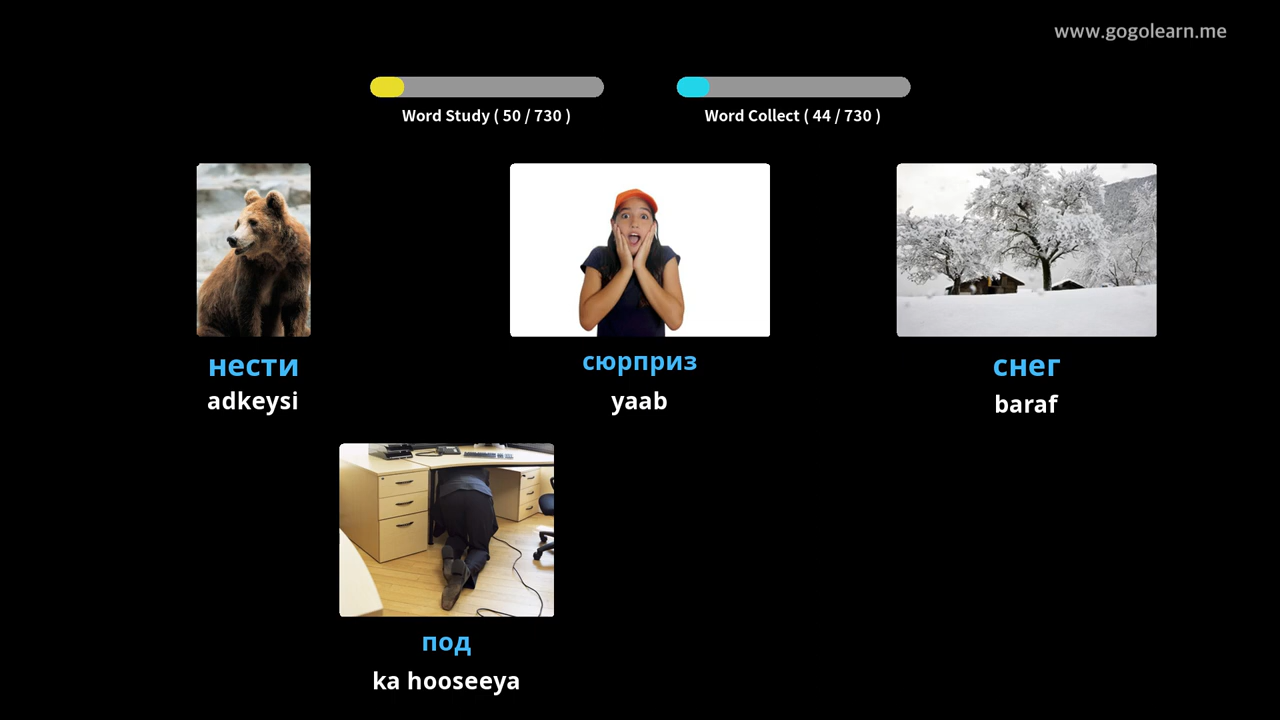 www.gogolearn.me
Word Study ( 50 / 730 )
Word Collect ( 44 / 730 )
нести
adkeysi
сюрприз
yaab
снег
baraf
под
ka hooseeya